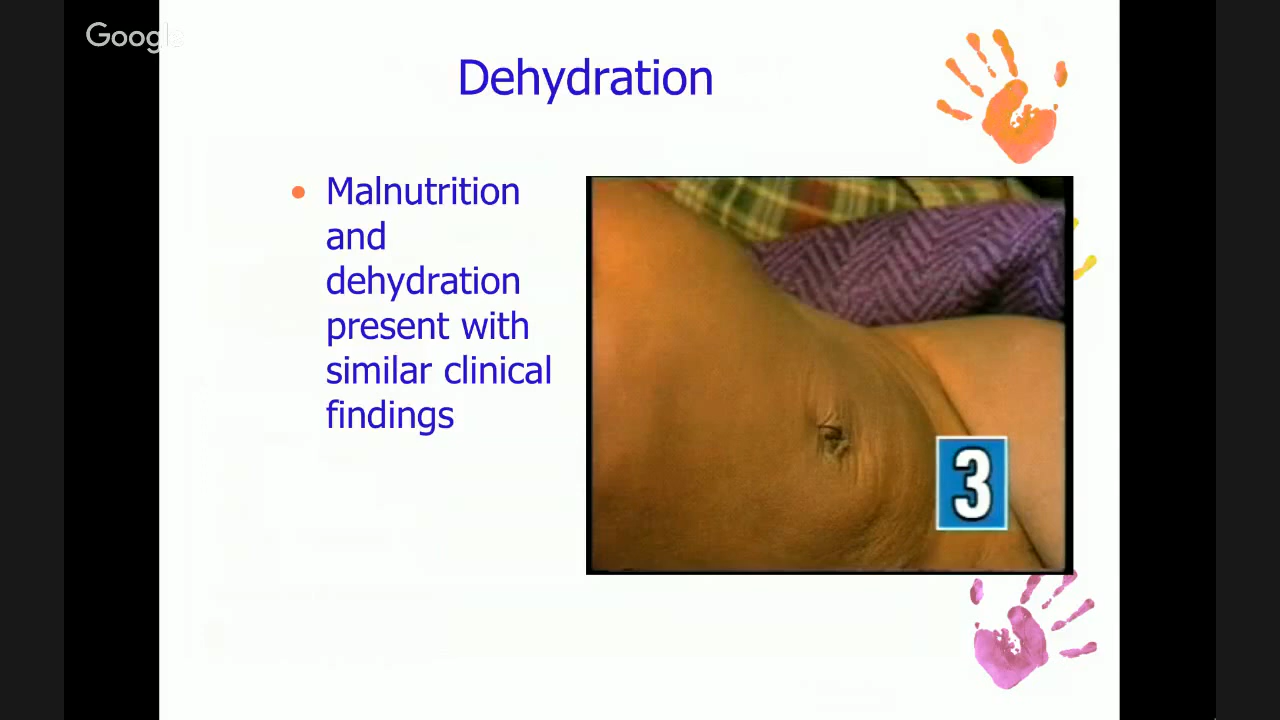 Google
Dehydration
• Malnutrition
and
dehydration
present with
similar clinical
findings
3